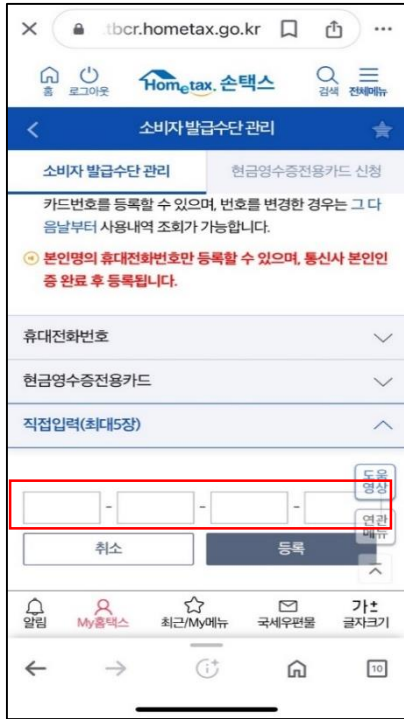 tbcr.hometax.go.kr
홈 로그아웃 Hometax. 손택스 검색 전체메뉴
소비자 발급수단 관리
소비자 발급수단 관리 현금영수증전용카드 신청
카드번호를 등록할 수 있으며, 번호를 변경한 경우는 그 다
음날부터 사용내역 조회가 가능합니다.
본인명의 휴대전화번호만 등록할 수 있으며, 통신사 본인인
증 완료 후 등록됩니다.
휴대전화번호
현금영수증전용카드
직접입력(최대5장)
도움
영상
- - -
연관
메뉴
취소 등록
알림 My홈택스 최근/My메뉴 국세우편물 가± 글자크기
10